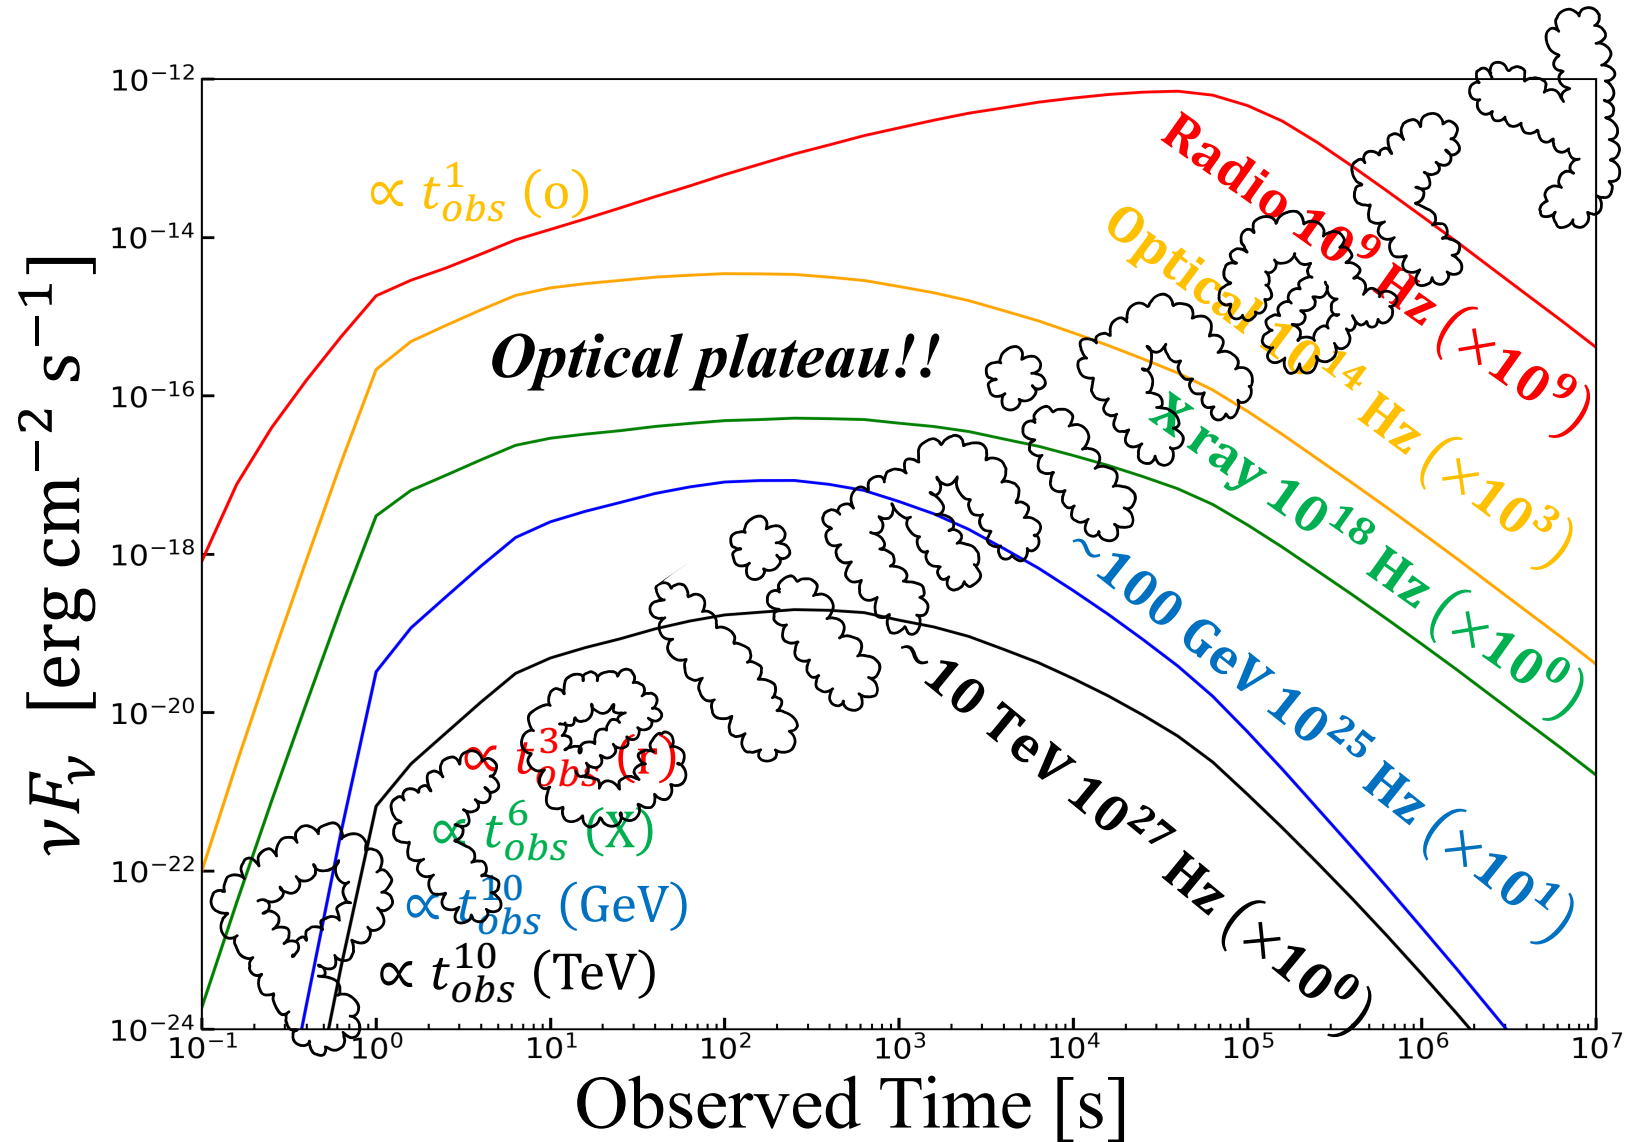 10⁻¹²
10⁻¹⁴
10⁻¹⁶
10⁻¹⁸
10⁻²⁰
10⁻²²
10⁻²⁴
νFν [erg cm⁻² s⁻¹]
∝ t¹obs (o)
Optical plateau!!
Radio 10⁹ Hz (×10⁹)
Optical 10¹⁴ Hz (×10³)
X ray 10¹⁸ Hz (×10⁰)
~100 GeV 10²⁵ Hz (×10¹)
~10 TeV 10²⁷ Hz (×10⁰)
∝ t³obs (r)
∝ t⁶obs (X)
∝ t¹⁰obs (GeV)
∝ t¹⁰obs (TeV)
Preliminary
10⁻¹ 10⁰ 10¹ 10² 10³ 10⁴ 10⁵ 10⁶ 10⁷
Observed Time [s]